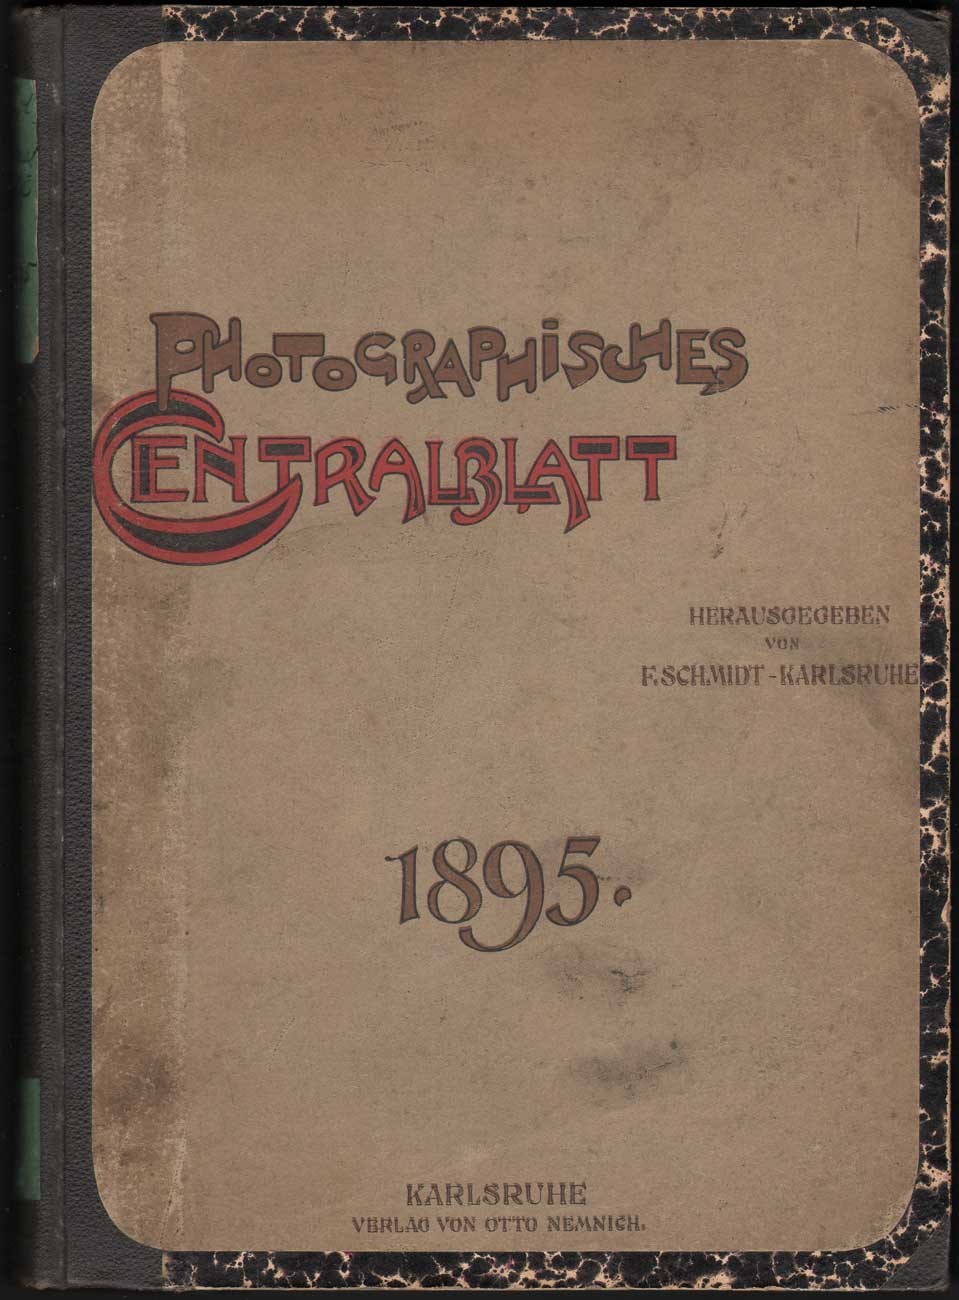 PHOTOGRAPHISCHES
CENTRALBLATT
HERAUSGEGEBEN
VON
F. SCHMIDT - KARLSRUHE
1895.
KARLSRUHE
VERLAG VON OTTO NEMNICH.